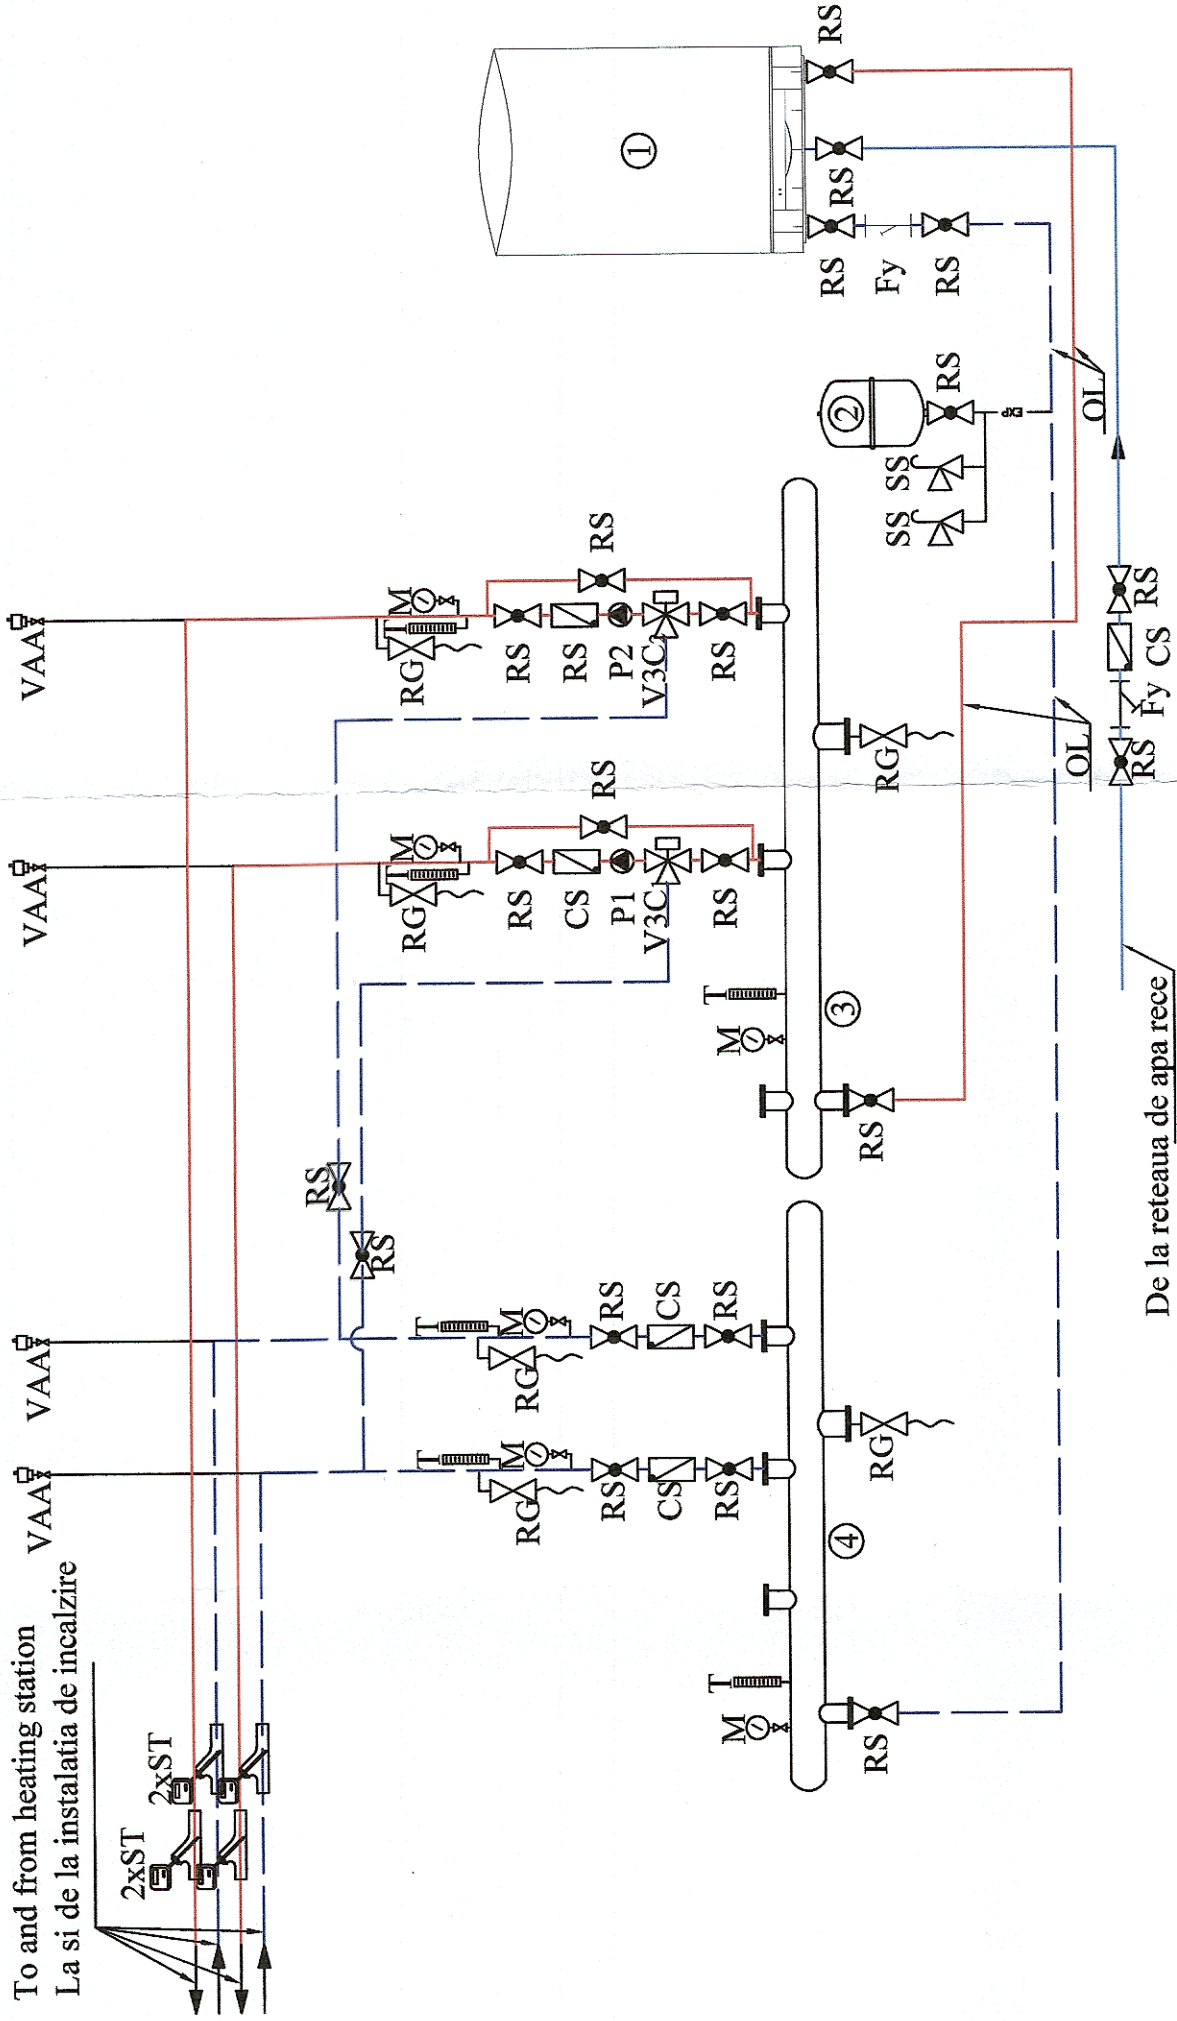 To and from heating station
La si de la instalatia de incalzire
VAA
VAA
VAA
VAA
2xST
2xST
RS
RS
RG
M
RG
M
RG
M
RG
M
RS
CS
RS
RS
CS
RS
RS
CS
P1
V3C
RS
RS
RS
RS
P2
V3C
RS
RS
1
RS
RS
RS
Fy
RS
M
M
4
3
2
RS
RG
RS
RG
SS
SS
RS
EXP
OL
OL
RS
Fy
CS
RS
De la reteaua de apa rece